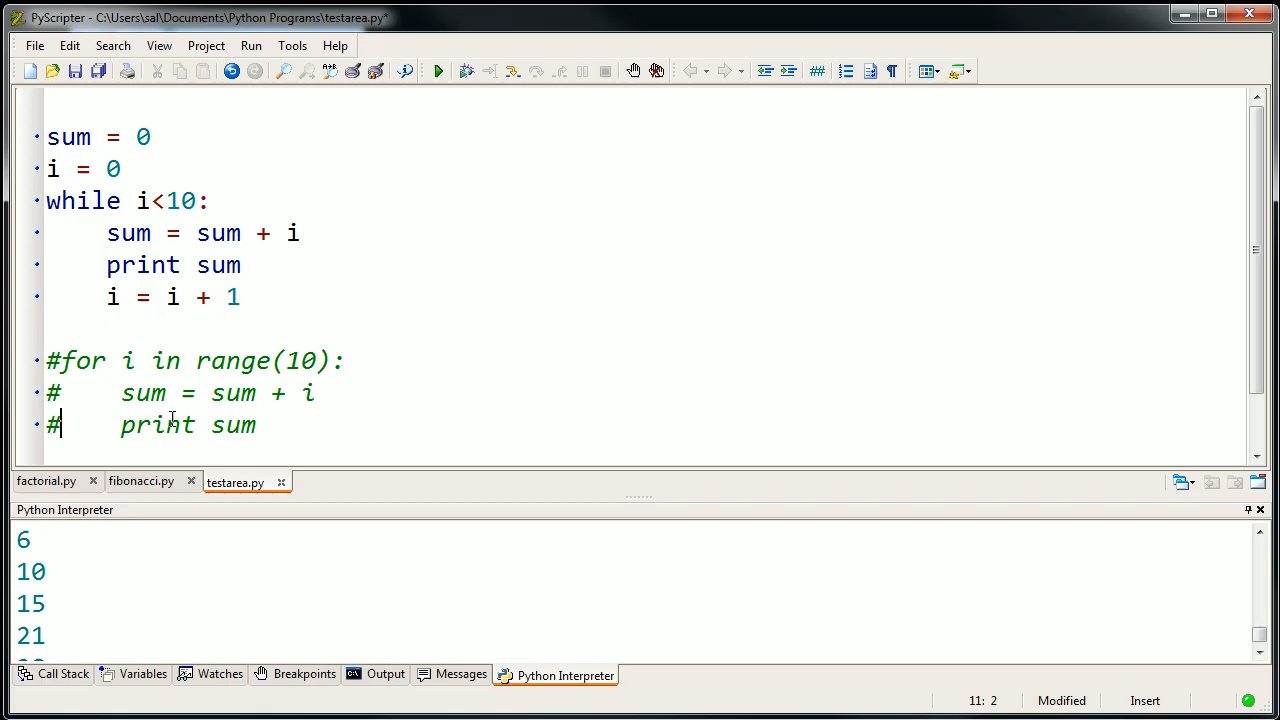 PyScripter - C:\Users\sal\Documents\Python Programs\testarea.py*
File Edit Search View Project Run Tools Help
sum = 0
i = 0
while i<10:
    sum = sum + i
    print sum
    i = i + 1
#for i in range(10):
#    sum = sum + i
#    print sum
factorial.py fibonacci.py testarea.py
Python Interpreter
6
10
15
21
Call Stack Variables Watches Breakpoints Output Messages Python Interpreter
11: 2 Modified Insert